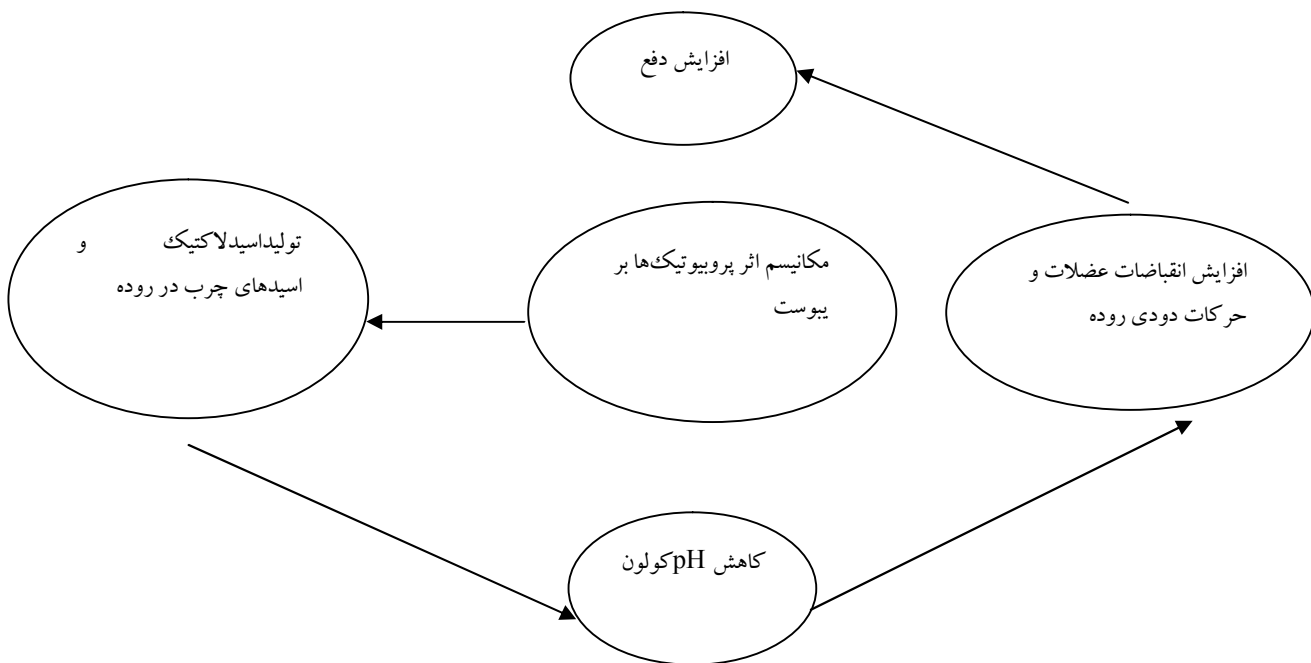 افزایش دفع
تولیداسیدلاکتیک و
اسیدهای چرب در روده
مکانیسم اثر پروبیوتیک‌ها بر
یبوست
افزایش انقباضات عضلات و
حرکات دودی روده
کاهش pHکولون